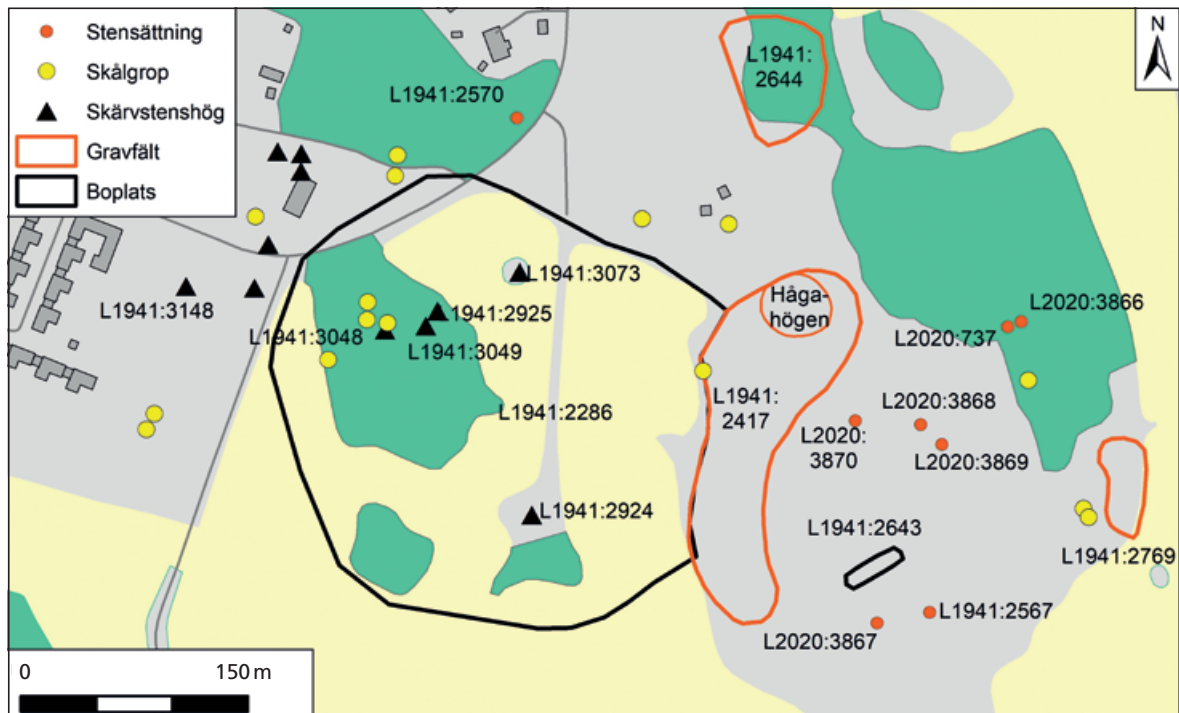 Stensättning
Skålgrop
Skärvstenshög
Gravfält
Boplats
N
L1941:
2644
L1941:2570
L1941:3073
L1941:3148
L1941:2925
L1941:3048
L1941:3049
Håga-
högen
L2020:3866
L2020:737
L1941:2286
L1941:
2417
L2020:3868
L2020:
3870
L2020:3869
L1941:2924
L1941:2643
L1941:2769
L1941:2567
L2020:3867
0
150 m